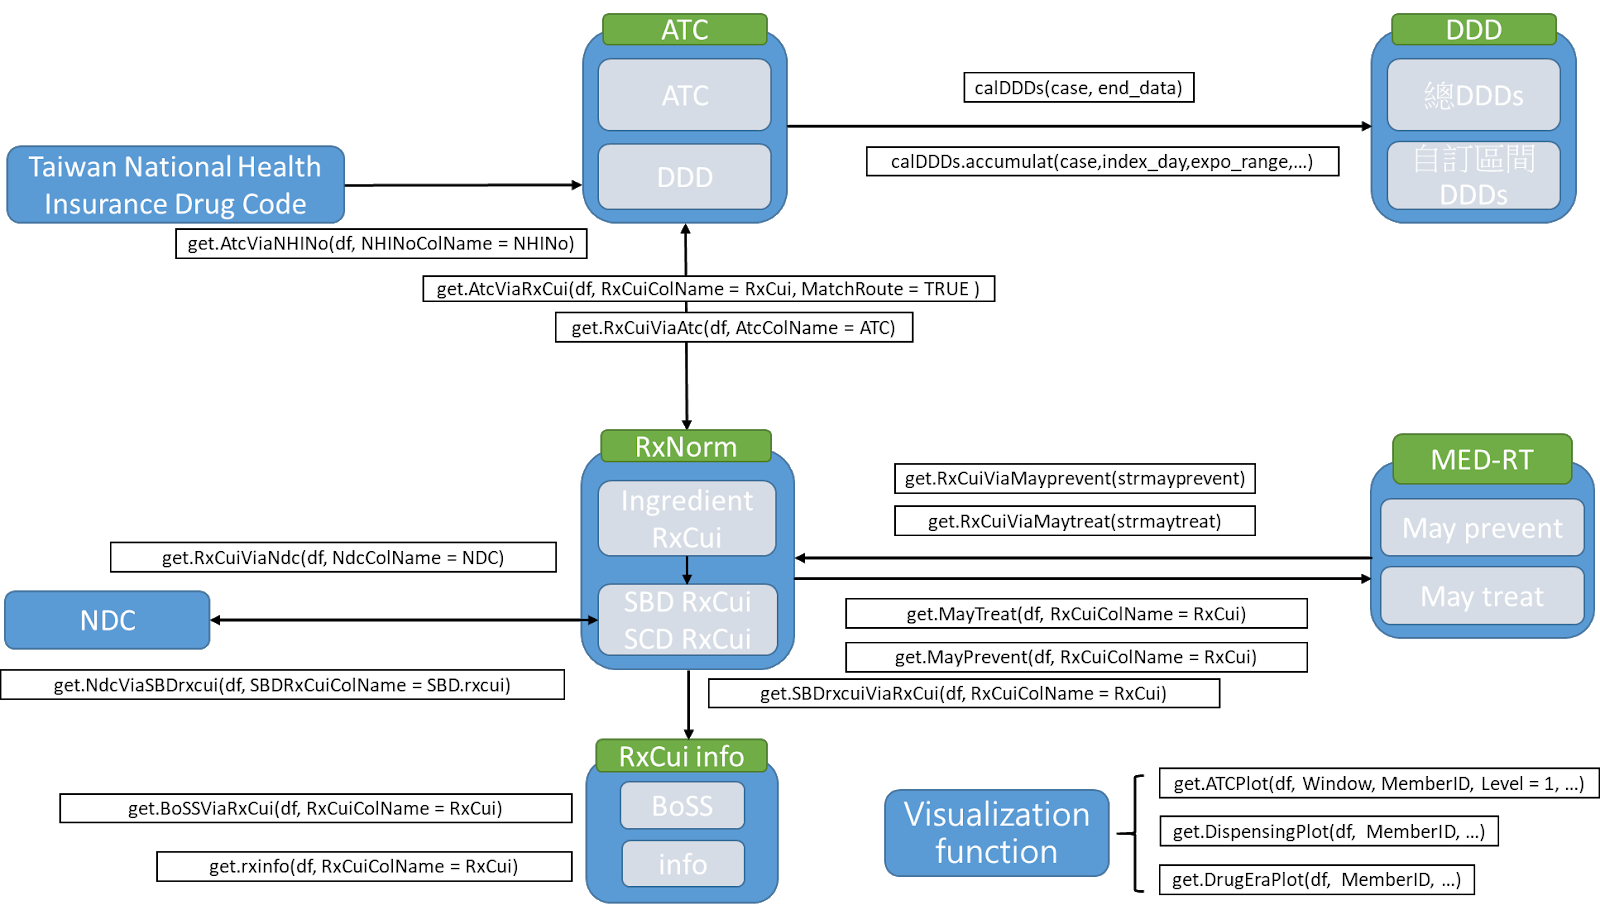 ATC
ATC
DDD
DDD
總DDDs
自訂區間
DDDs
calDDDs(case, end_data)
calDDDs.accumulat(case,index_day,expo_range,...)
Taiwan National Health
Insurance Drug Code
get.AtcViaNHINo(df, NHINoColName = NHINo)
get.AtcViaRxCui(df, RxCuiColName = RxCui, MatchRoute = TRUE )
get.RxCuiViaAtc(df, AtcColName = ATC)
RxNorm
Ingredient
RxCui
SBD RxCui
SCD RxCui
MED-RT
May prevent
May treat
get.RxCuiViaMayprevent(strmayprevent)
get.RxCuiViaMaytreat(strmaytreat)
get.MayTreat(df, RxCuiColName = RxCui)
get.MayPrevent(df, RxCuiColName = RxCui)
get.RxCuiViaNdc(df, NdcColName = NDC)
NDC
get.NdcViaSBDrxcui(df, SBDRxCuiColName = SBD.rxcui)
get.SBDrxcuiViaRxCui(df, RxCuiColName = RxCui)
RxCui info
BoSS
info
get.BoSSViaRxCui(df, RxCuiColName = RxCui)
get.rxinfo(df, RxCuiColName = RxCui)
Visualization
function
get.ATCPlot(df, Window, MemberID, Level = 1, ...)
get.DispensingPlot(df, MemberID, ...)
get.DrugEraPlot(df, MemberID, ...)